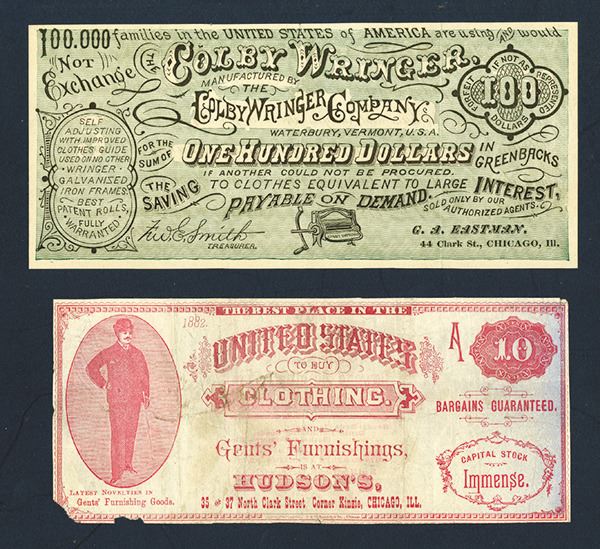 100.000 families in the UNITED STATES of AMERICA are using AND would
NOT Exchange
THE COLBY WRINGER.
MANUFACTURED BY
THE
COLBY WRINGER COMPANY,
WATERBURY, VERMONT, U.S.A.
FOR THE SUM OF ONE HUNDRED DOLLARS IN GREENBACKS
IF ANOTHER COULD NOT BE PROCURED.
THE SAVING TO CLOTHES EQUIVALENT TO LARGE INTEREST,
PAYABLE ON DEMAND.
SOLD ONLY BY OUR
AUTHORIZED AGENTS.
G. A. EASTMAN.
44 Clark St., CHICAGO, Ill.
FORFEIT IF NOT AS REPRESENTED
100
DOLLARS
SELF
ADJUSTING
WITH IMPROVED
CLOTHES GUIDE
USED ON NO OTHER
WRINGER
GALVANIZED
IRON FRAMES,
BEST
PATENT ROLLS,
FULLY
WARRANTED
Smith
TREASURER.
THE BEST PLACE IN THE
1882.
UNITED STATES
TO BUY
CLOTHING.
AND
Gents' Furnishings,
IS AT
HUDSON'S,
35 and 37 North Clark Street Corner Kinzie, CHICAGO, ILL.
LATEST NOVELTIES IN
Gents' Furnishing Goods.
A
10
BARGAINS GUARANTEED.
CAPITAL STOCK
Immense.